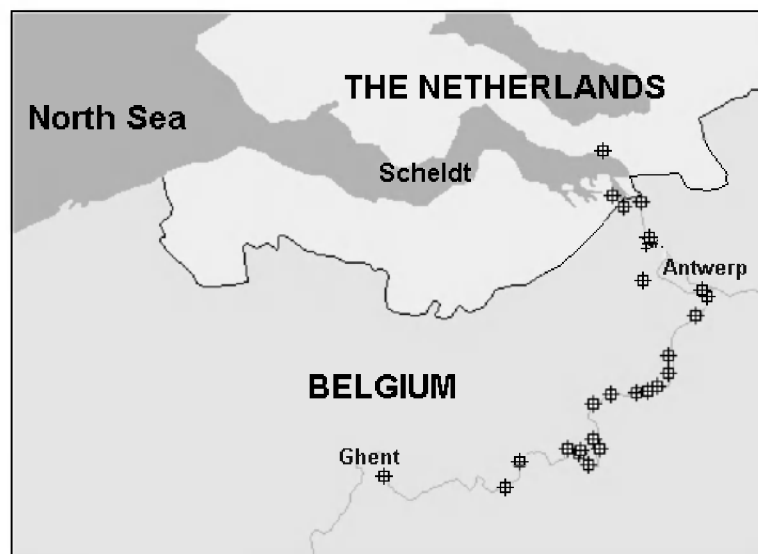 THE NETHERLANDS
North Sea
Scheldt
Antwerp
BELGIUM
Ghent